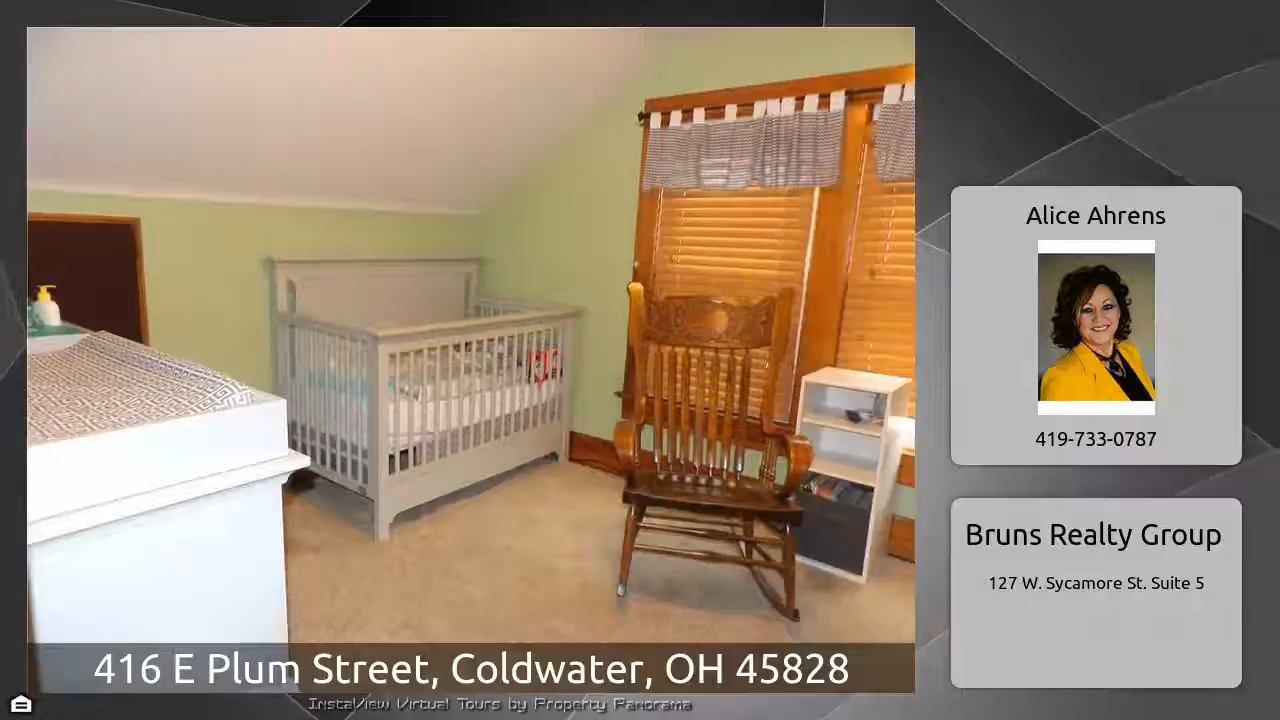 Alice Ahrens
419-733-0787
Bruns Realty Group
127 W. Sycamore St. Suite 5
416 E Plum Street, Coldwater, OH 45828
InstaView Virtual Tours by Property Panorama